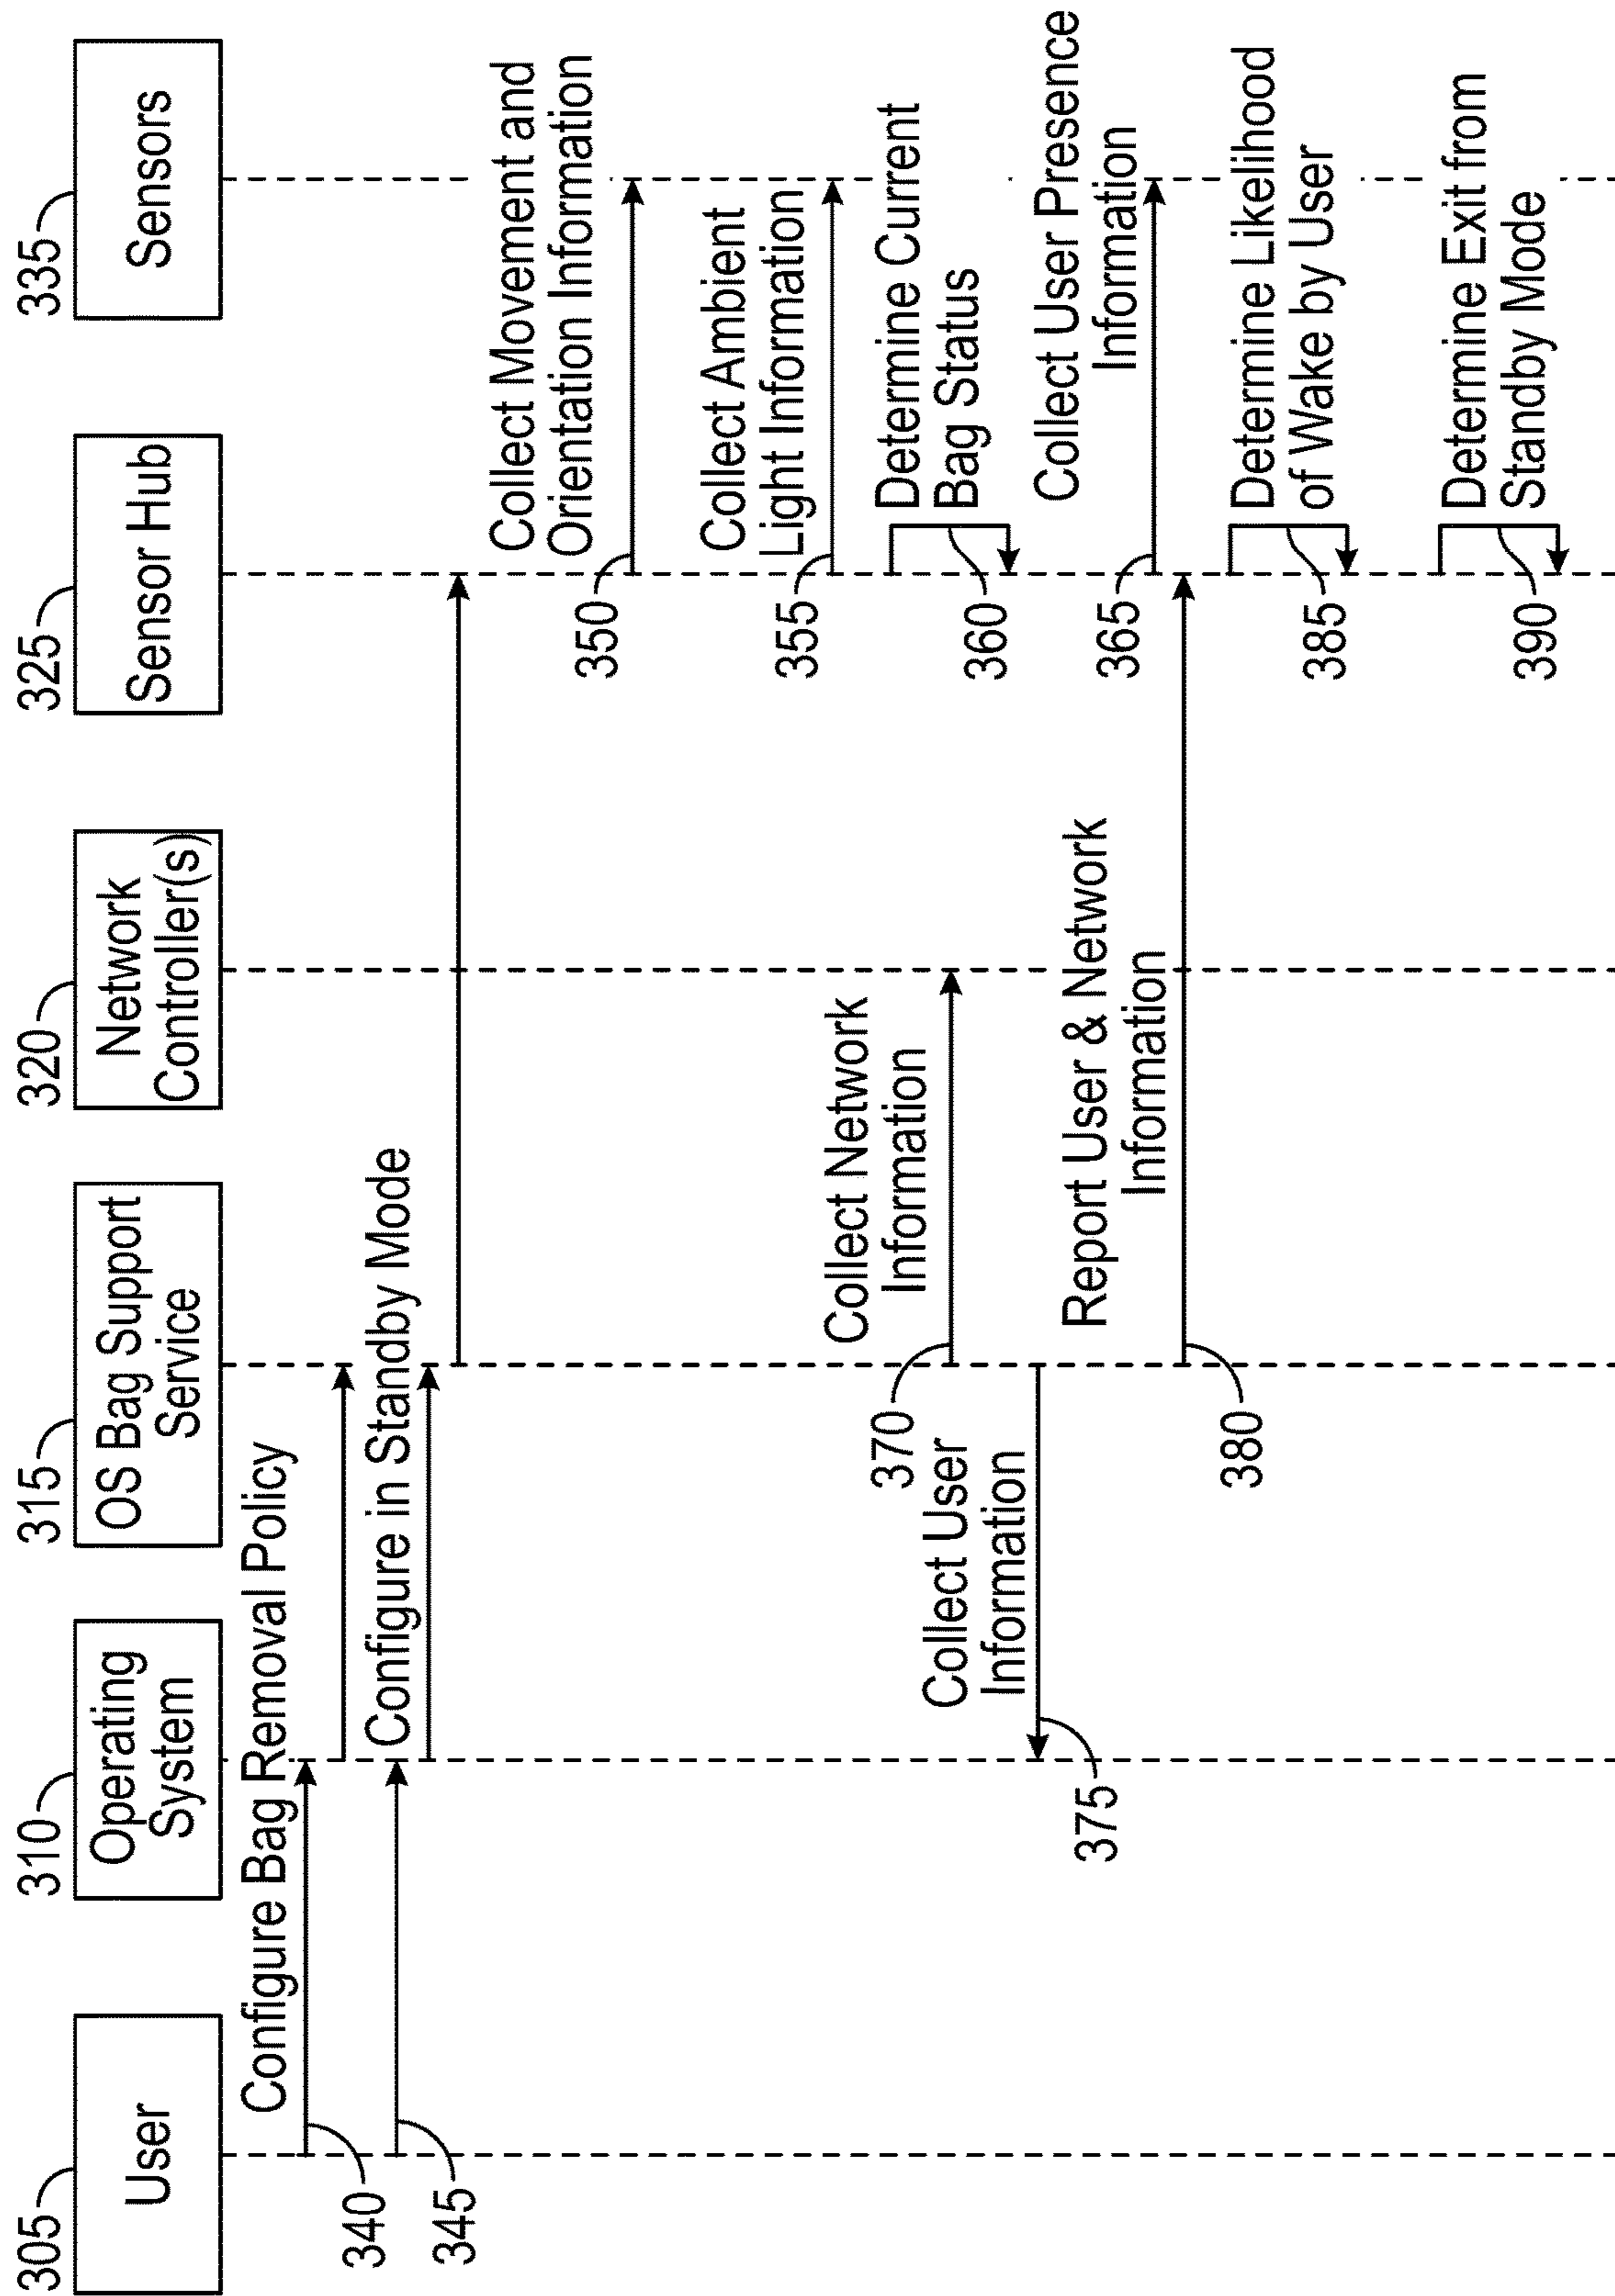 305
User
310
Operating
System
315
OS Bag Support
Service
320
Network
Controller(s)
325
Sensor Hub
335
Sensors
Configure Bag Removal Policy
340
Configure in Standby Mode
345
Collect Movement and
Orientation Information
350
Collect Ambient
Light Information
355
Determine Current
Bag Status
360
Collect Network
Information
370
Collect User
Information
375
Collect User Presence
Information
365
Report User & Network
Information
380
Determine Likelihood
of Wake by User
385
Determine Exit from
Standby Mode
390